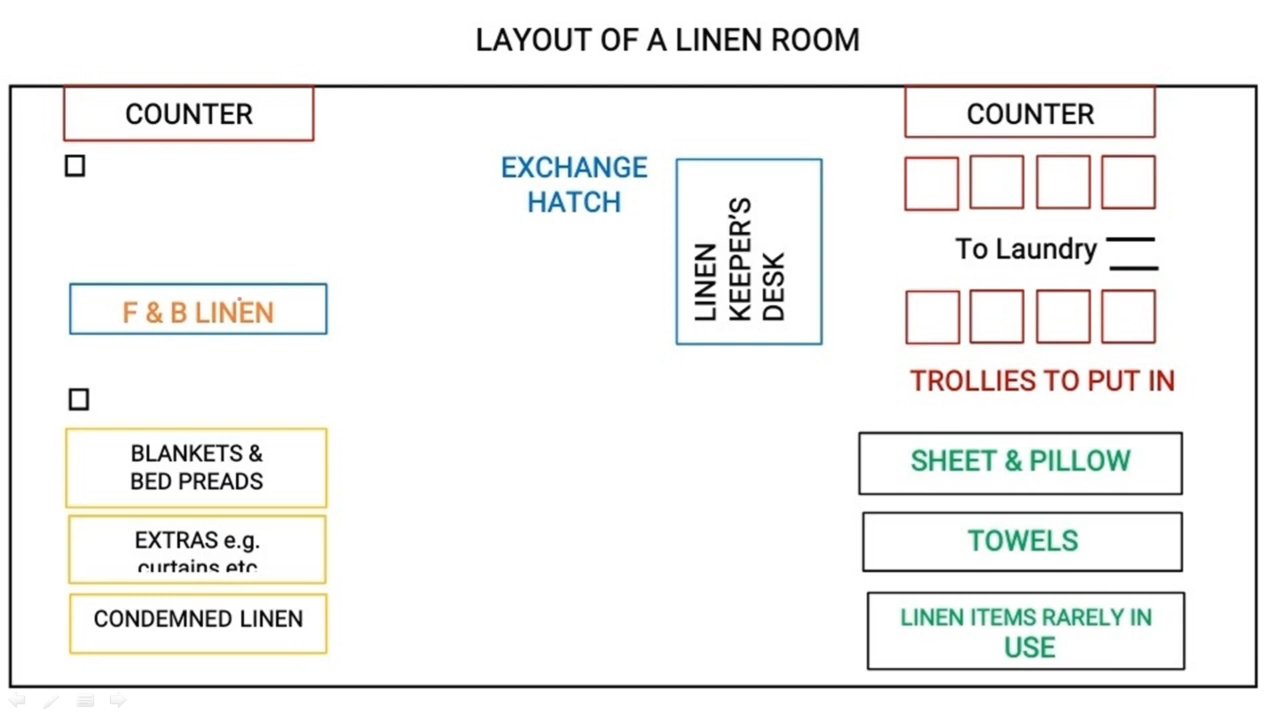 LAYOUT OF A LINEN ROOM
COUNTER
COUNTER
EXCHANGE
HATCH
LINEN
KEEPER'S
DESK
To Laundry
F & B LINEN
TROLLIES TO PUT IN
BLANKETS &
BED PREADS
SHEET & PILLOW
EXTRAS e.g.
curtains etc
TOWELS
CONDEMNED LINEN
LINEN ITEMS RARELY IN
USE